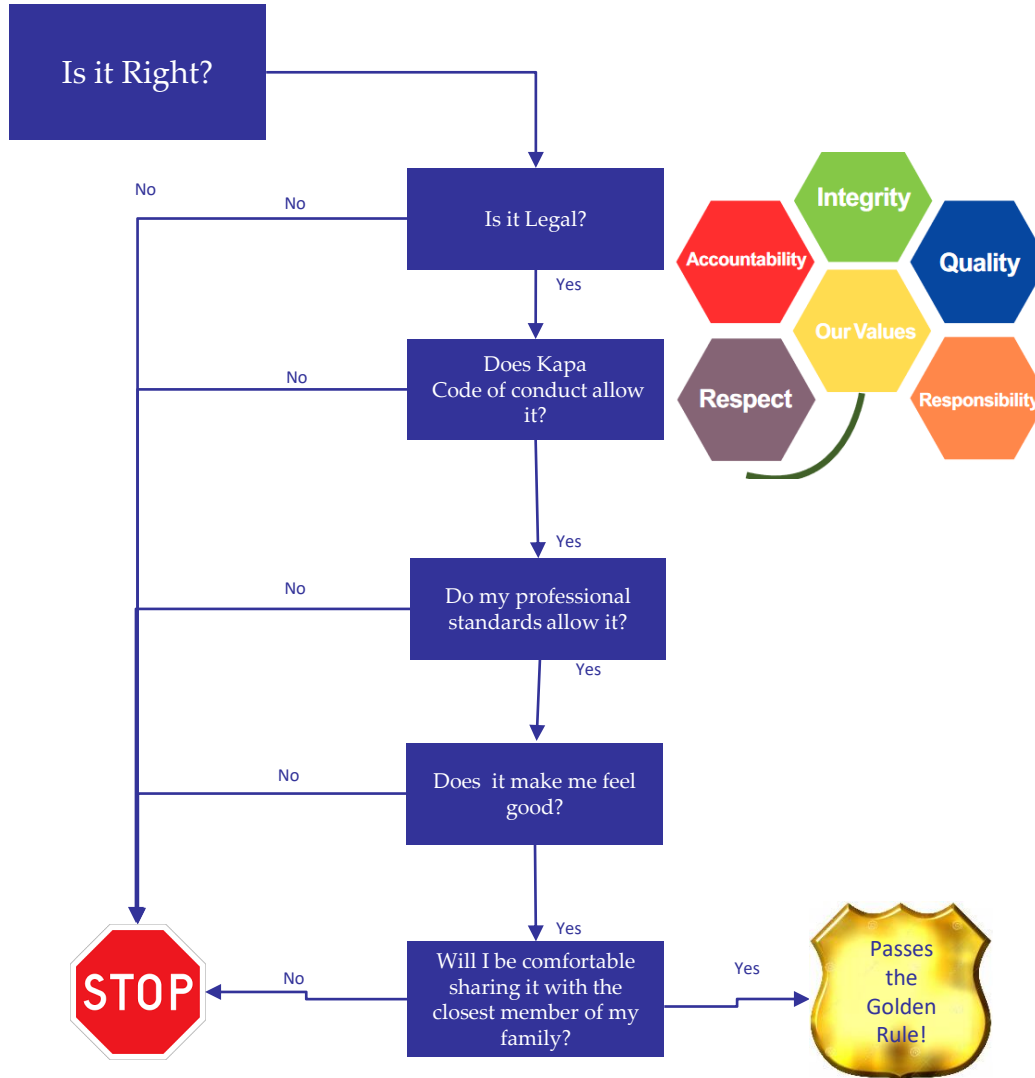 Is it Right?
No
No
Is it Legal?
Yes
Integrity
Accountability
Quality
Our Values
Respect
Responsibility
Does Kapa
Code of conduct allow
it?
No
Yes
Do my professional
standards allow it?
No
Yes
Does it make me feel
good?
No
Yes
Will I be comfortable
sharing it with the
closest member of my
family?
No
STOP
Yes
Passes
the
Golden
Rule!